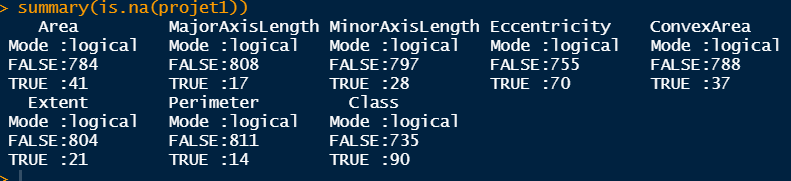 > summary(is.na(projet1))
Area MajorAxisLength MinorAxisLength Eccentricity ConvexArea
Mode :logical Mode :logical Mode :logical Mode :logical Mode :logical
FALSE:784 FALSE:808 FALSE:797 FALSE:755 FALSE:788
TRUE :41 TRUE :17 TRUE :28 TRUE :70 TRUE :37
Extent Perimeter Class
Mode :logical Mode :logical Mode :logical
FALSE:804 FALSE:811 FALSE:735
TRUE :21 TRUE :14 TRUE :90
>